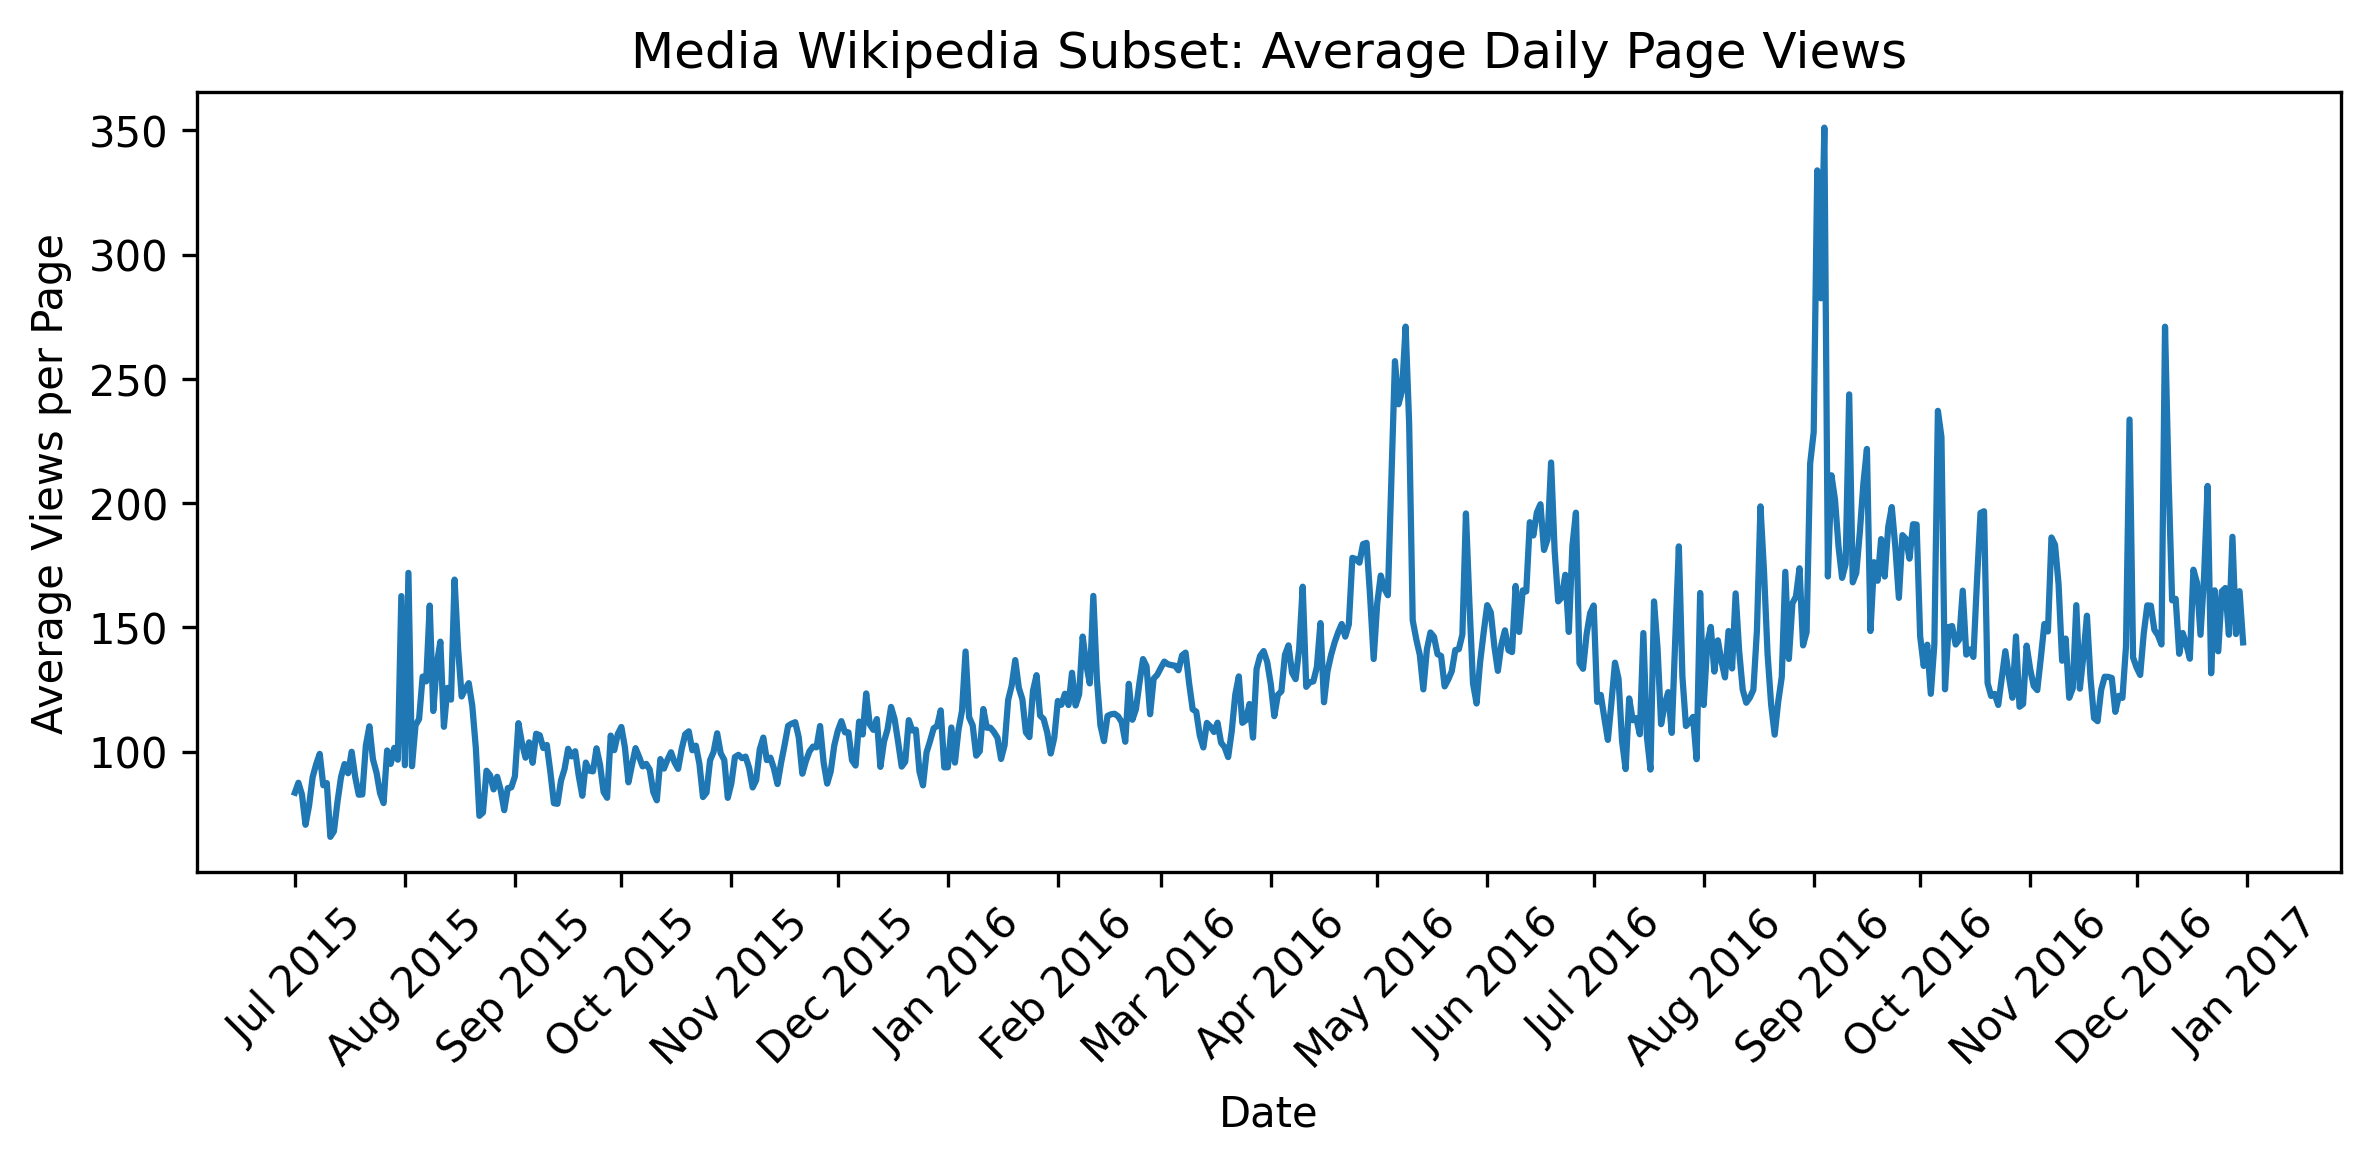 Media Wikipedia Subset: Average Daily Page Views
Average Views per Page
350
300
250
200
150
100
Jul 2015
Aug 2015
Sep 2015
Oct 2015
Nov 2015
Dec 2015
Jan 2016
Feb 2016
Mar 2016
Apr 2016
May 2016
Jun 2016
Jul 2016
Aug 2016
Sep 2016
Oct 2016
Nov 2016
Dec 2016
Jan 2017
Date